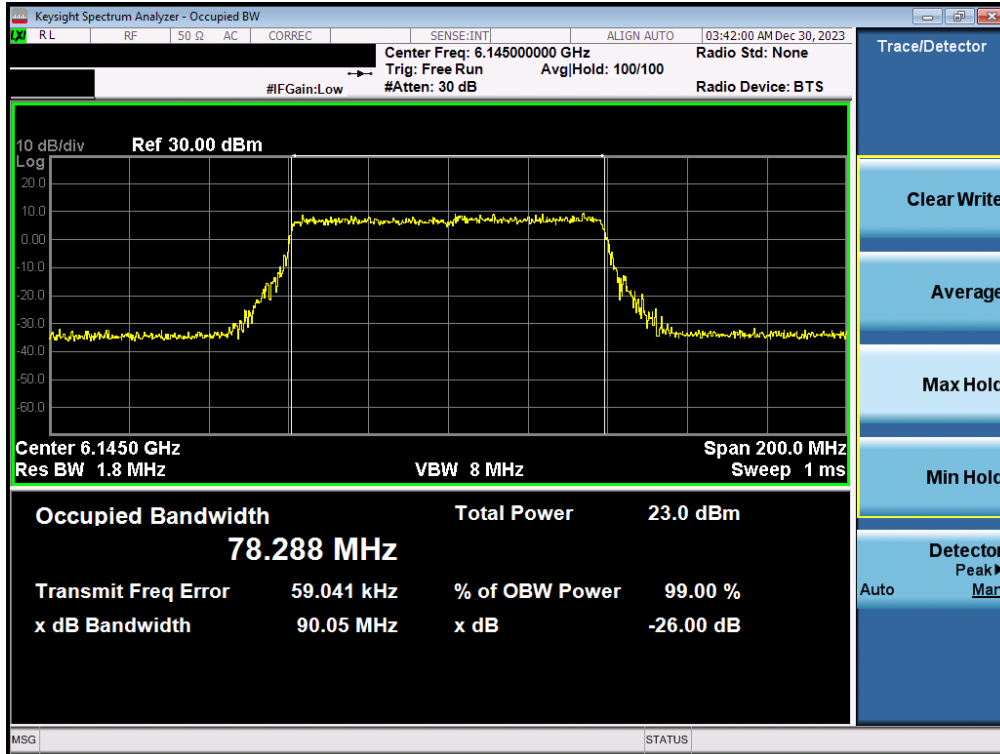 Keysight Spectrum Analyzer - Occupied BW
LXI RL RF 50 Ω AC CORREC SENSE:INT ALIGN AUTO 03:42:00 AM Dec 30, 2023
Center Freq: 6.145000000 GHz Radio Std: None
Trig: Free Run Avg|Hold: 100/100
#IFGain:Low #Atten: 30 dB Radio Device: BTS
Trace/Detector
10 dB/div Ref 30.00 dBm
Log
20.0
10.0
0.00
-10.0
-20.0
-30.0
-40.0
-50.0
-60.0
Center 6.1450 GHz Span 200.0 MHz
Res BW 1.8 MHz VBW 8 MHz Sweep 1 ms
Clear Write
Average
Max Hold
Min Hold
Detector
Peak
Auto Man
Occupied Bandwidth Total Power 23.0 dBm
78.288 MHz
Transmit Freq Error 59.041 kHz % of OBW Power 99.00 %
x dB Bandwidth 90.05 MHz x dB -26.00 dB
MSG STATUS